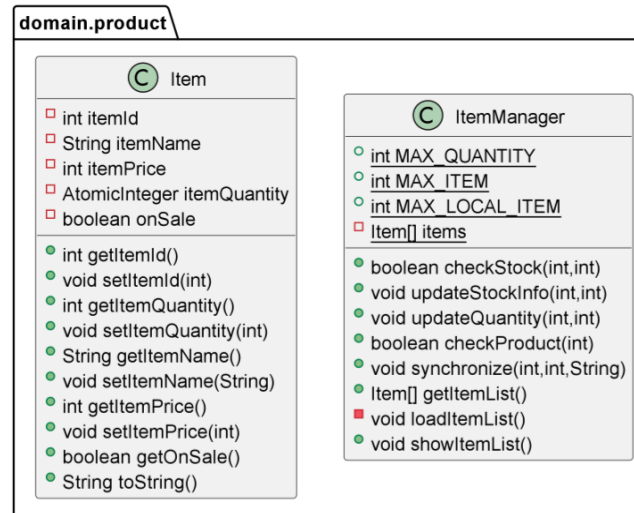 domain.product
C Item
int itemId
String itemName
int itemPrice
AtomicInteger itemQuantity
boolean onSale
int getItemId()
void setItemId(int)
int getItemQuantity()
void setItemQuantity(int)
String getItemName()
void setItemName(String)
int getItemPrice()
void setItemPrice(int)
boolean getOnSale()
String toString()
C ItemManager
int MAX_QUANTITY
int MAX_ITEM
int MAX_LOCAL_ITEM
Item[] items
boolean checkStock(int,int)
void updateStockInfo(int,int)
void updateQuantity(int,int)
boolean checkProduct(int)
void synchronize(int,int,String)
Item[] getItemList()
void loadItemList()
void showItemList()